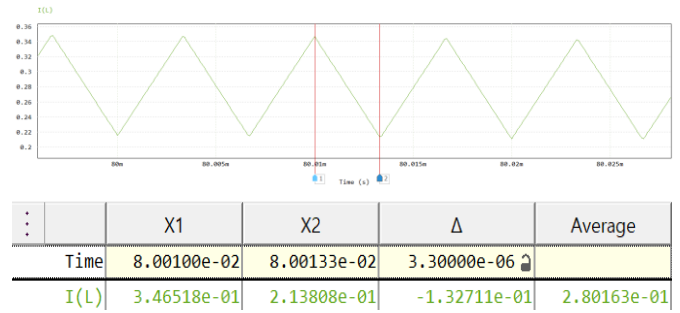 I(L)
0.36
0.34
0.32
0.3
0.28
0.26
0.24
0.22
0.2
80m 80.005m 80.01m 80.015m 80.02m 80.025m
1 2
Time (s)
X1 X2 Δ Average
Time 8.00100e-02 8.00133e-02 3.30000e-06
I(L) 3.46518e-01 2.13808e-01 -1.32711e-01 2.80163e-01